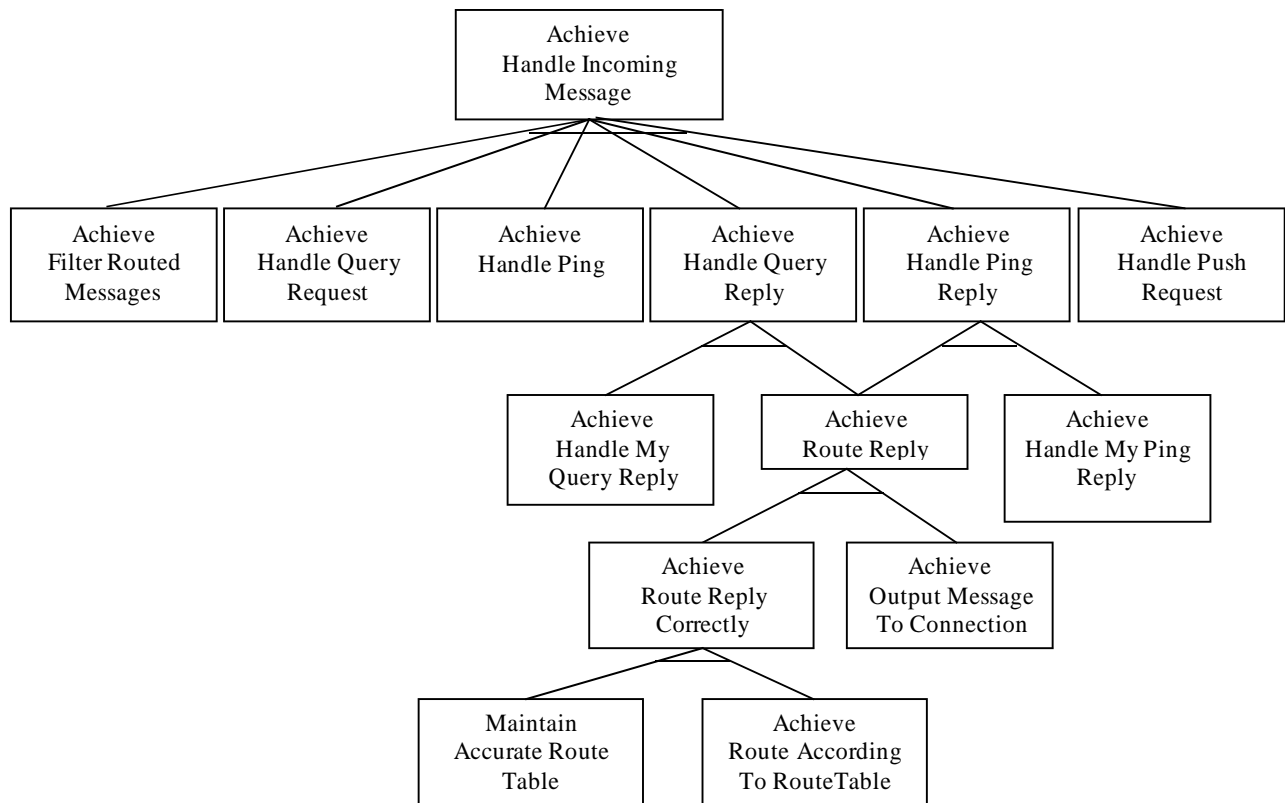 Achieve
Handle Incoming
Message
Achieve
Filter Routed
Messages
Achieve
Handle Query
Request
Achieve
Handle Ping
Achieve
Handle Query
Reply
Achieve
Handle Ping
Reply
Achieve
Handle Push
Request
Achieve
Handle My
Query Reply
Achieve
Route Reply
Achieve
Handle My Ping
Reply
Achieve
Route Reply
Correctly
Achieve
Output Message
To Connection
Maintain
Accurate Route
Table
Achieve
Route According
To RouteTable